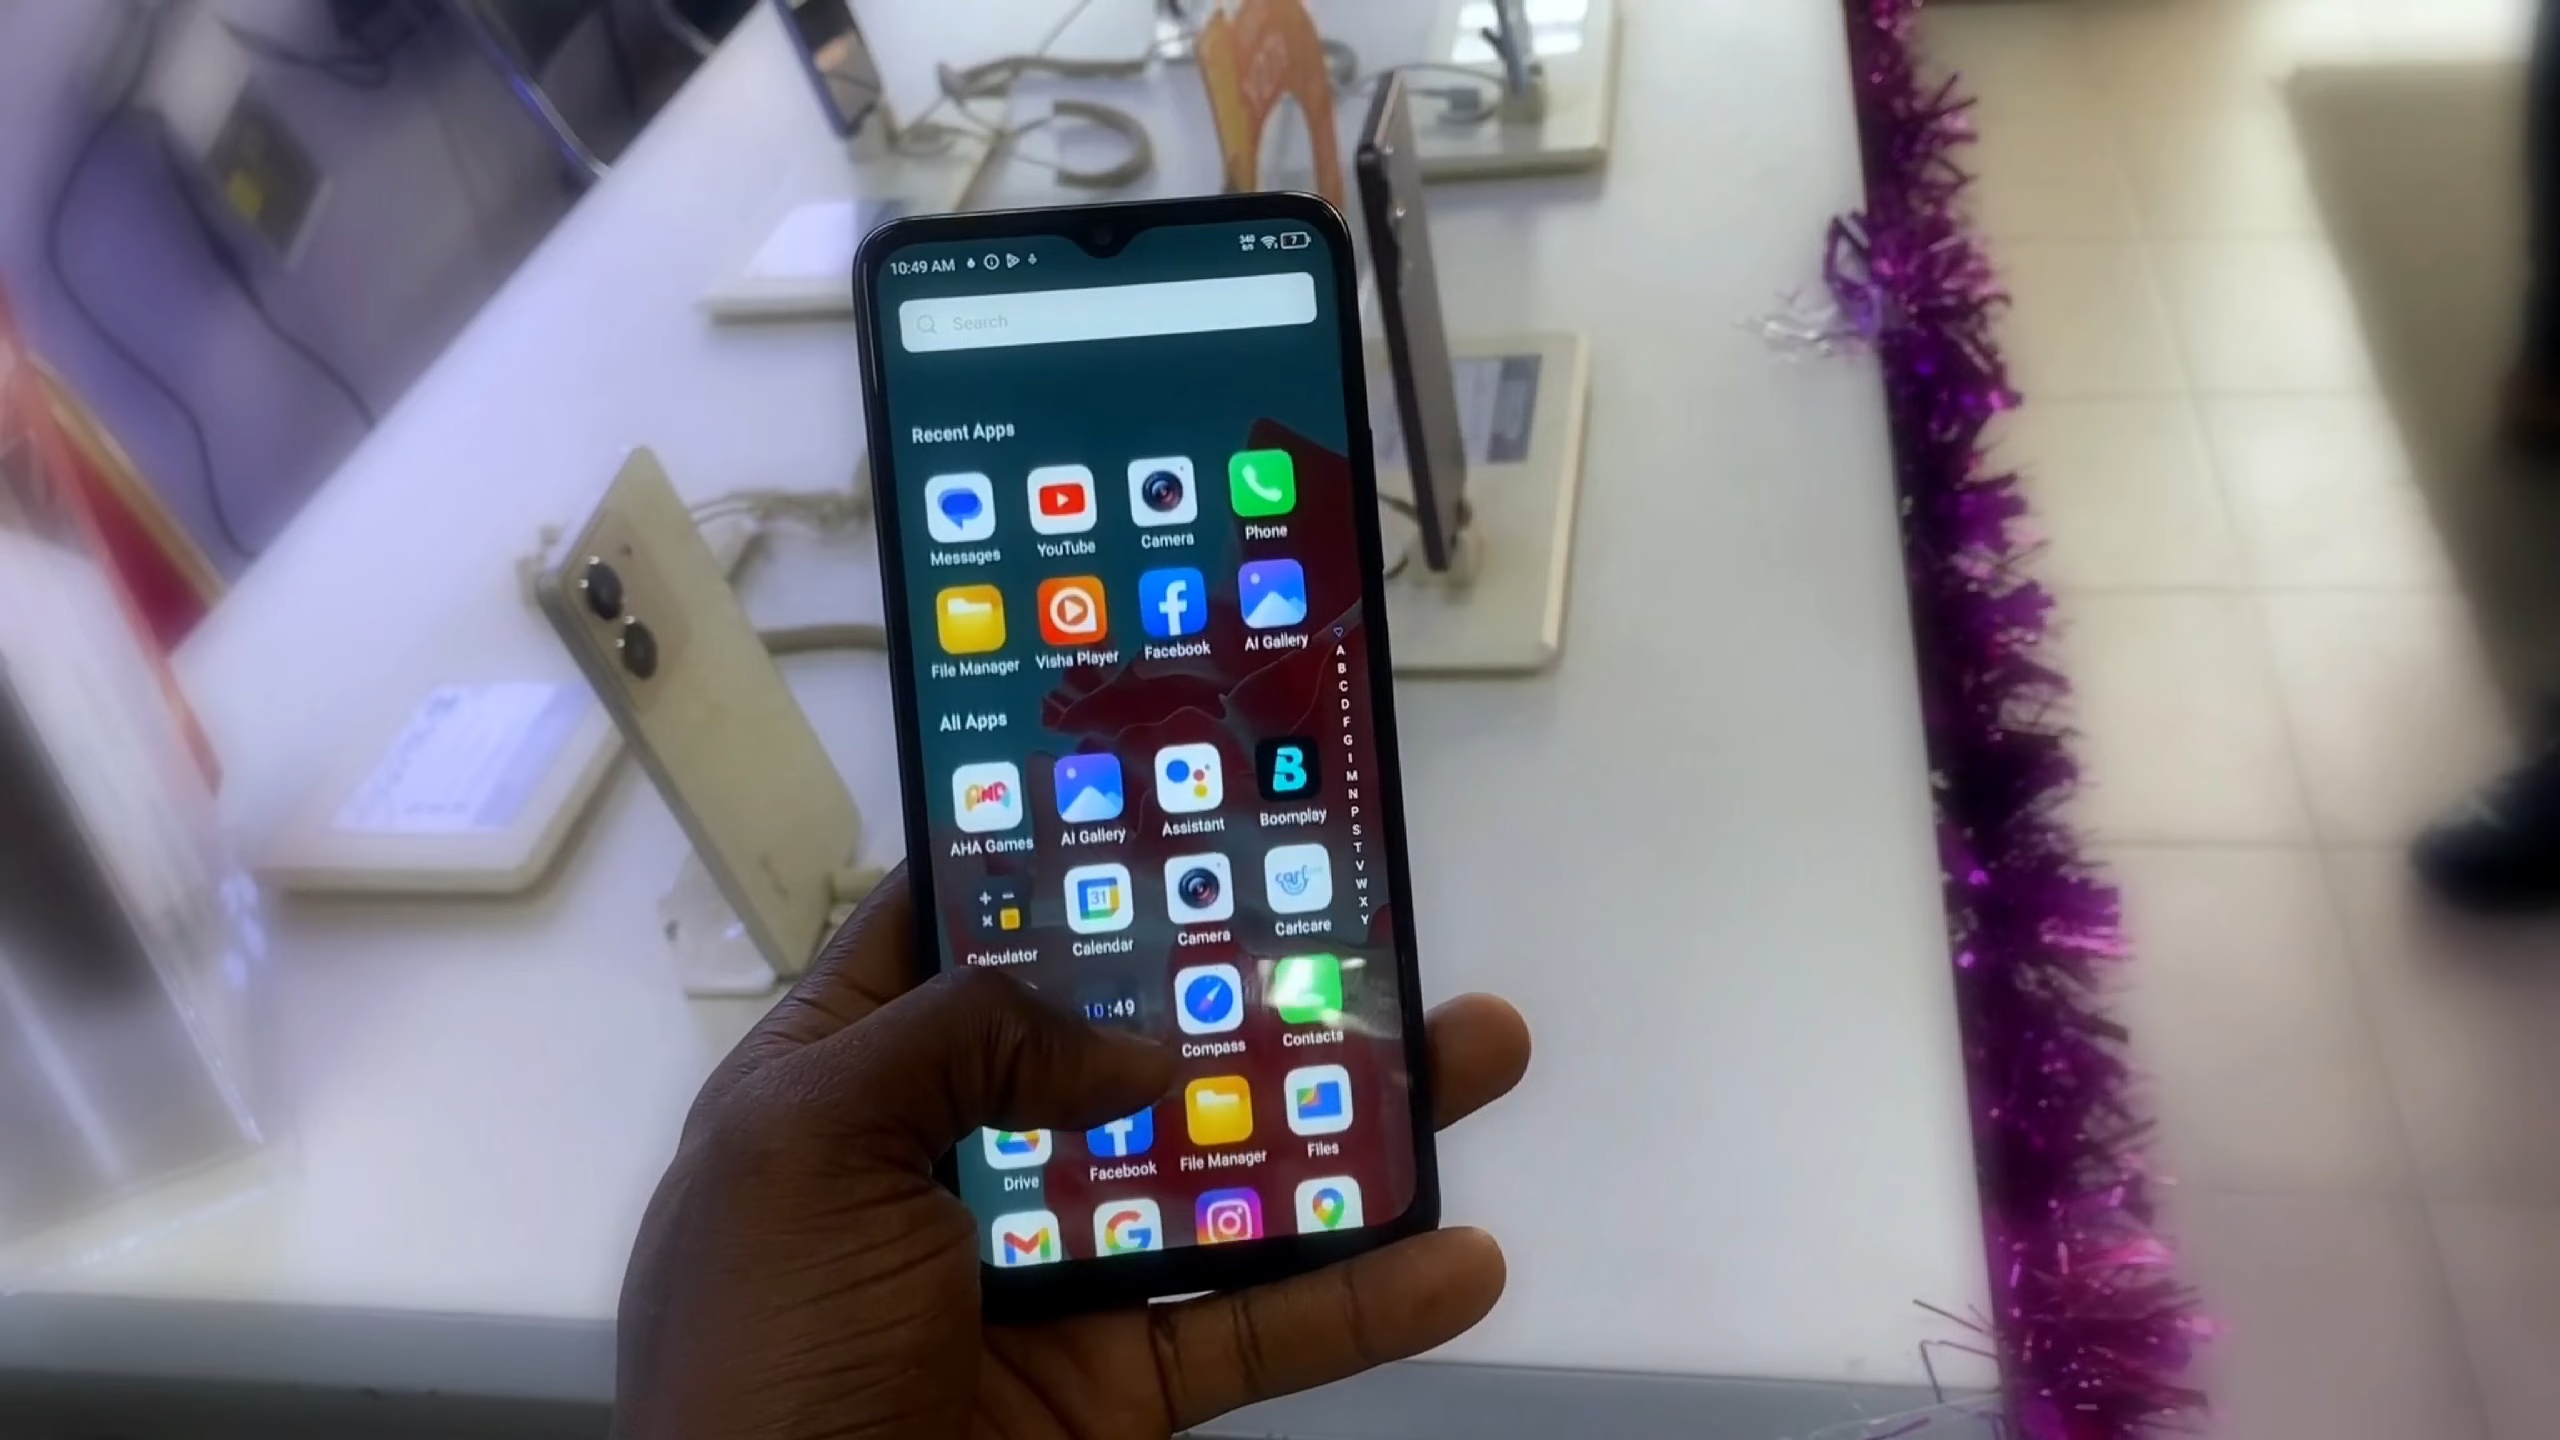 10:49 AM
7
Search
Recent Apps
Messages YouTube Camera Phone
File Manager Visha Player Facebook AI Gallery
All Apps
AHA Games AI Gallery Assistant Boomplay
31
Calculator Calendar Camera Carlcare
10:49
Compass Contacts
Drive Facebook File Manager Files
A
B
C
D
F
G
I
M
N
P
S
T
V
W
X
Y